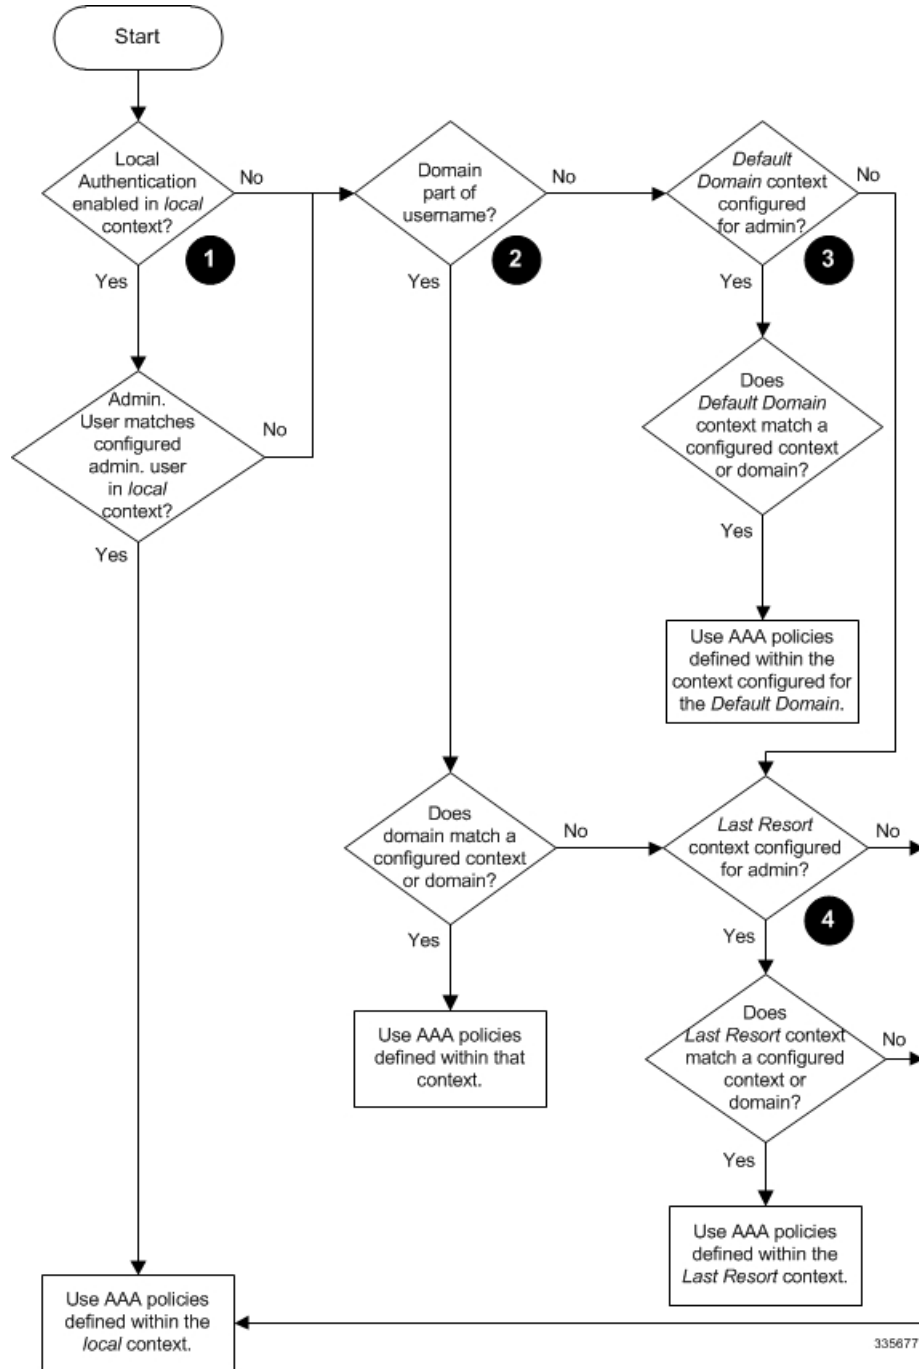 Start
Local
Authentication
enabled in local
context?
No
1
Yes
Admin.
User matches
configured
admin. user
in local
context?
No
Yes
Domain
part of
username?
No
2
Yes
Default
Domain context
configured
for admin?
No
3
Yes
Does
Default Domain
context match a
configured context
or domain?
Yes
Use AAA policies
defined within the
context configured for
the Default Domain.
Does
domain match a
configured context
or domain?
No
Yes
Use AAA policies
defined within that
context.
Last Resort
context configured
for admin?
No
4
Yes
Does
Last Resort context
match a configured
context or
domain?
No
Yes
Use AAA policies
defined within the
Last Resort context.
Use AAA policies
defined within the
local context.
335677